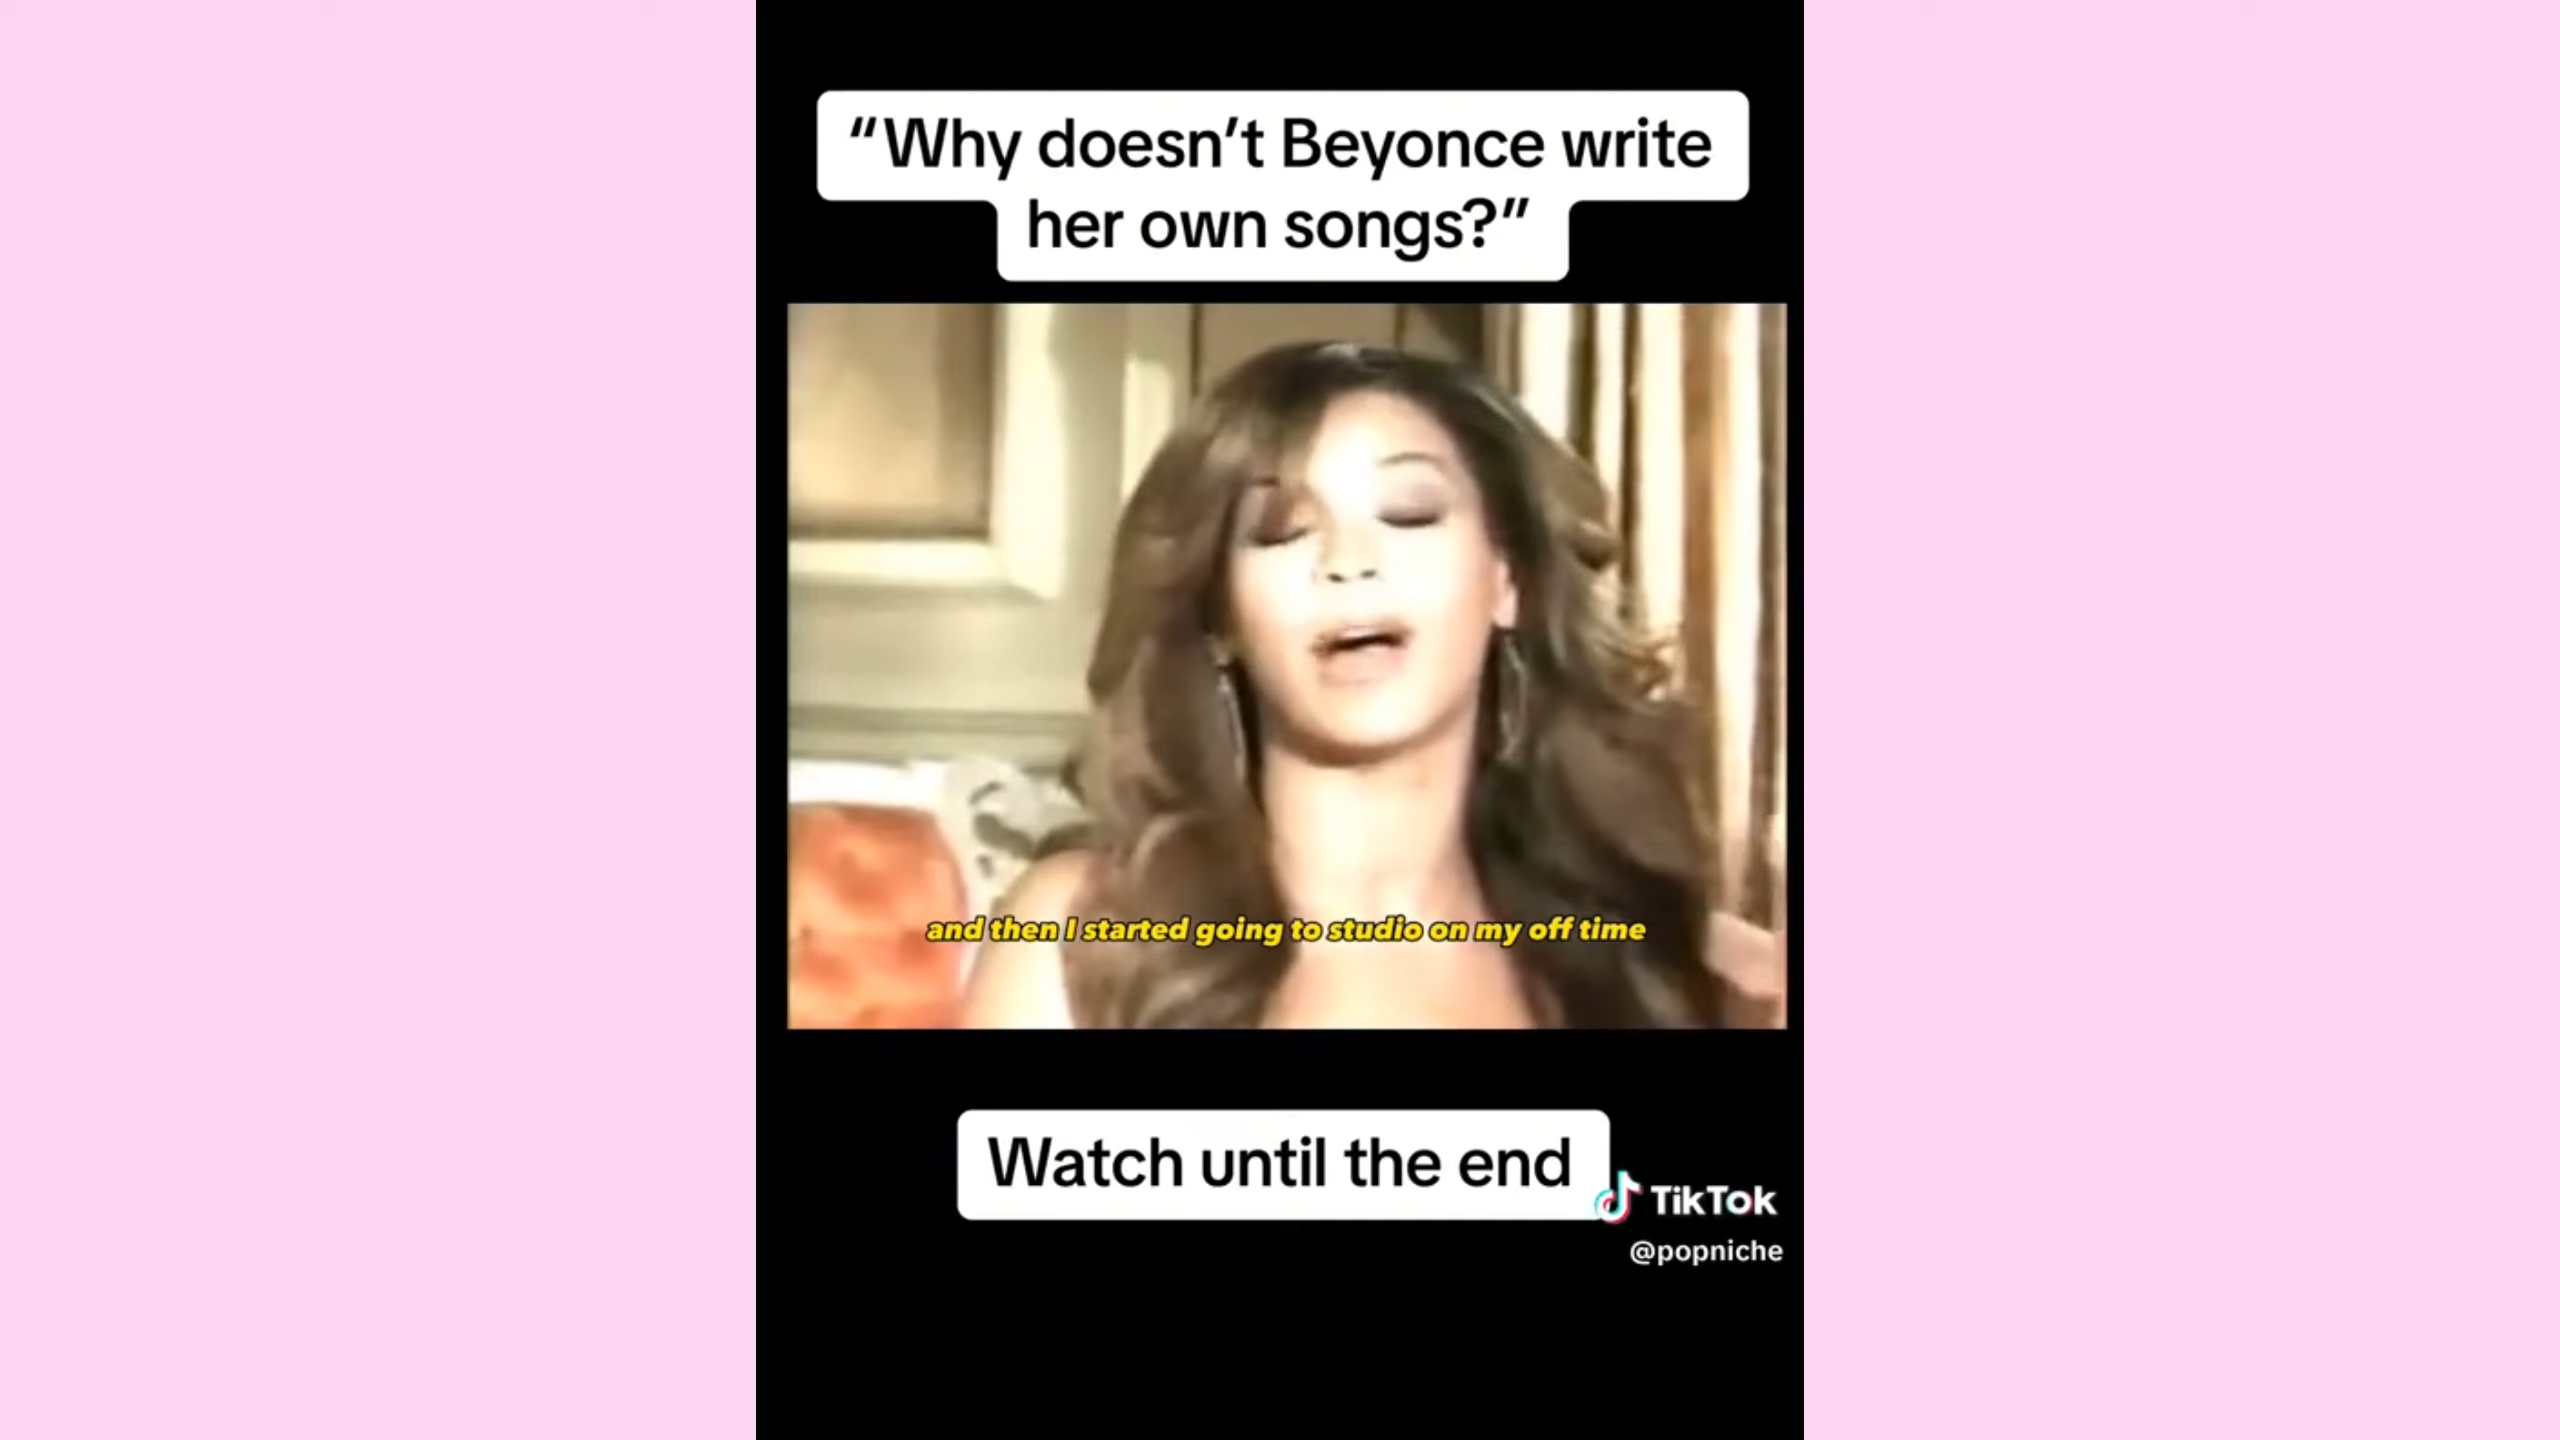 “Why doesn’t Beyonce write
her own songs?”
and then I started going to studio on my off time
Watch until the end
TikTok
@popniche